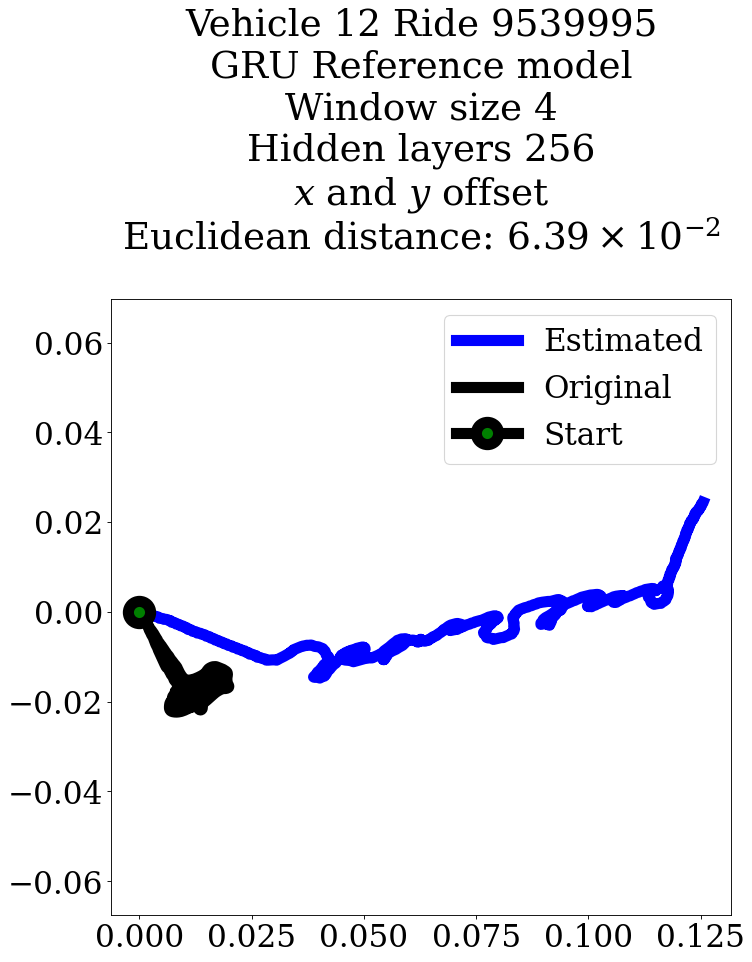 Vehicle 12 Ride 9539995
GRU Reference model
Window size 4
Hidden layers 256
x and y offset
Euclidean distance: 6.39 × 10⁻²
Estimated
Original
Start
0.06
0.04
0.02
0.00
−0.02
−0.04
−0.06
0.000 0.025 0.050 0.075 0.100 0.125